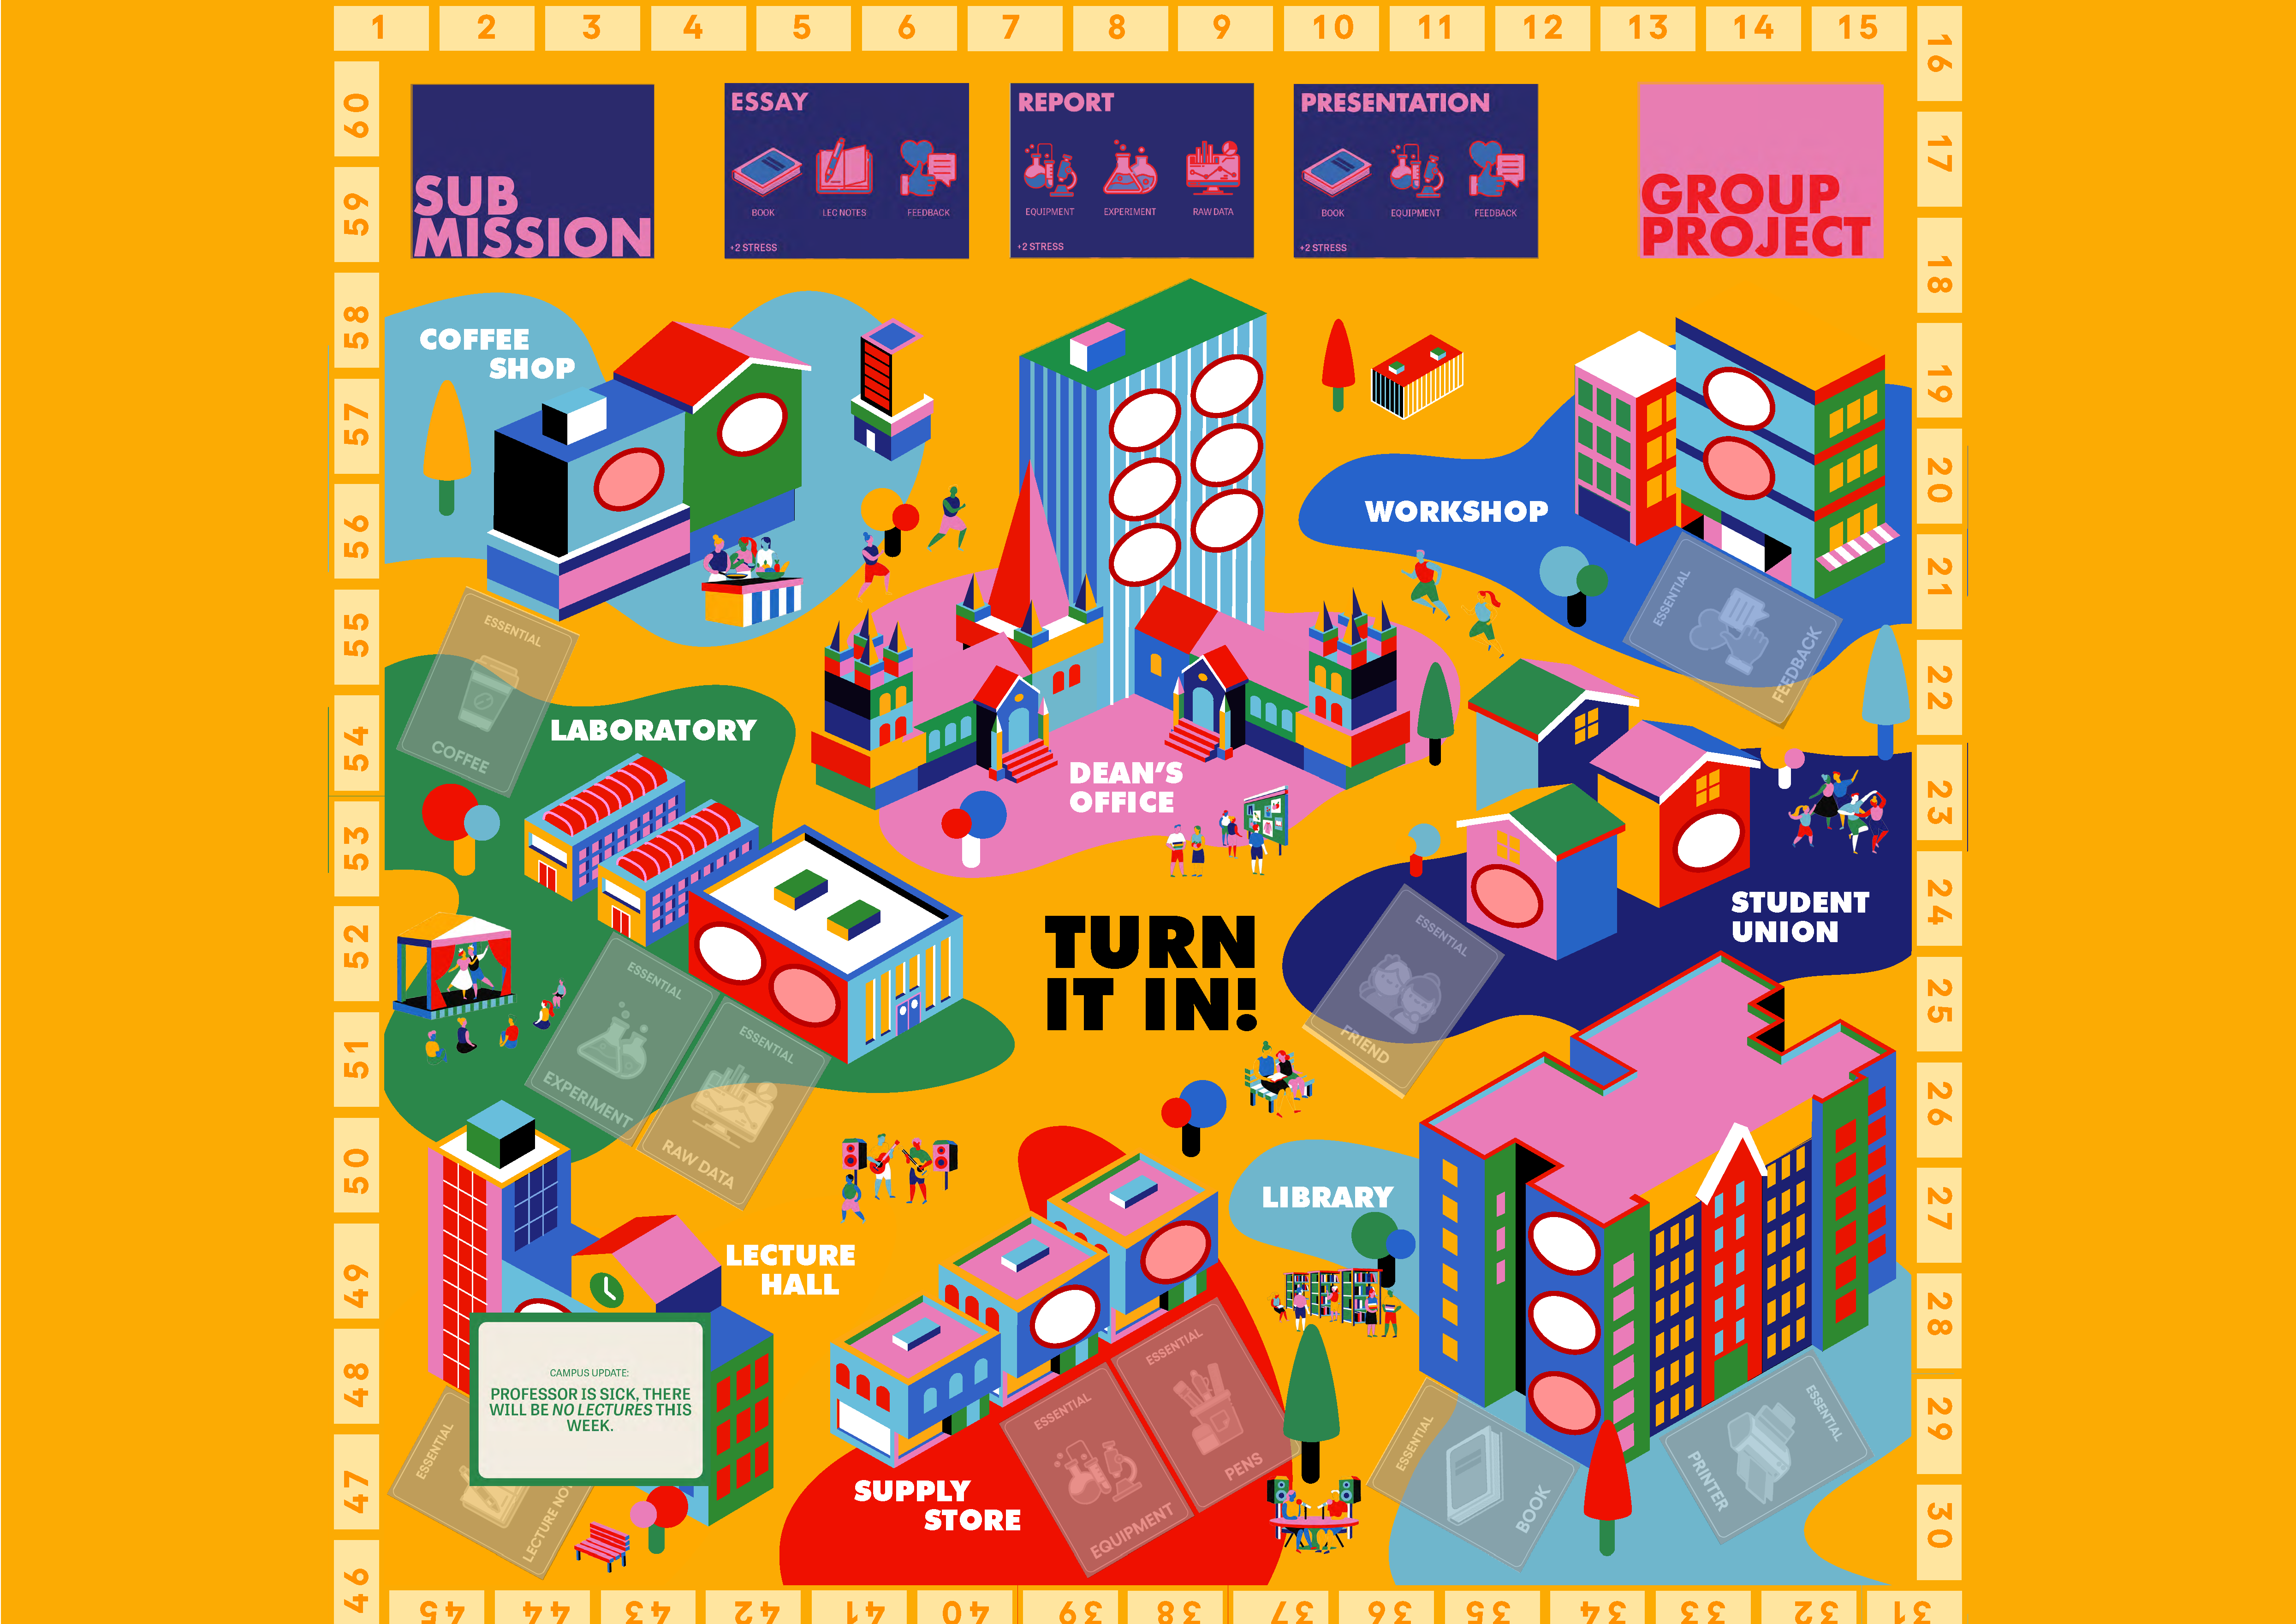 1 2 3 4 5 6 7 8 9 10 11 12 13 14 15
16
17
18
19
20
21
22
23
24
25
26
27
28
29
30
31
32
33
34
35
36
37
38
39
40
41
42
43
44
45
46
47
48
49
50
51
52
53
54
55
56
57
58
59
60
SUB
MISSION
ESSAY
BOOK LEC NOTES FEEDBACK
+2 STRESS
REPORT
EQUIPMENT EXPERIMENT RAW DATA
+2 STRESS
PRESENTATION
BOOK EQUIPMENT FEEDBACK
+2 STRESS
GROUP
PROJECT
COFFEE
SHOP
WORKSHOP
ESSENTIAL
FEEDBACK
ESSENTIAL
COFFEE
LABORATORY
DEAN'S
OFFICE
STUDENT
UNION
TURN
IT IN!
ESSENTIAL
FRIEND
ESSENTIAL
EXPERIMENT
ESSENTIAL
RAW DATA
LIBRARY
LECTURE
HALL
CAMPUS UPDATE:
PROFESSOR IS SICK, THERE
WILL BE NO LECTURES THIS
WEEK.
ESSENTIAL
LECTURE NO
SUPPLY
STORE
ESSENTIAL
EQUIPMENT
ESSENTIAL
PENS
ESSENTIAL
BOOK
ESSENTIAL
PRINTER